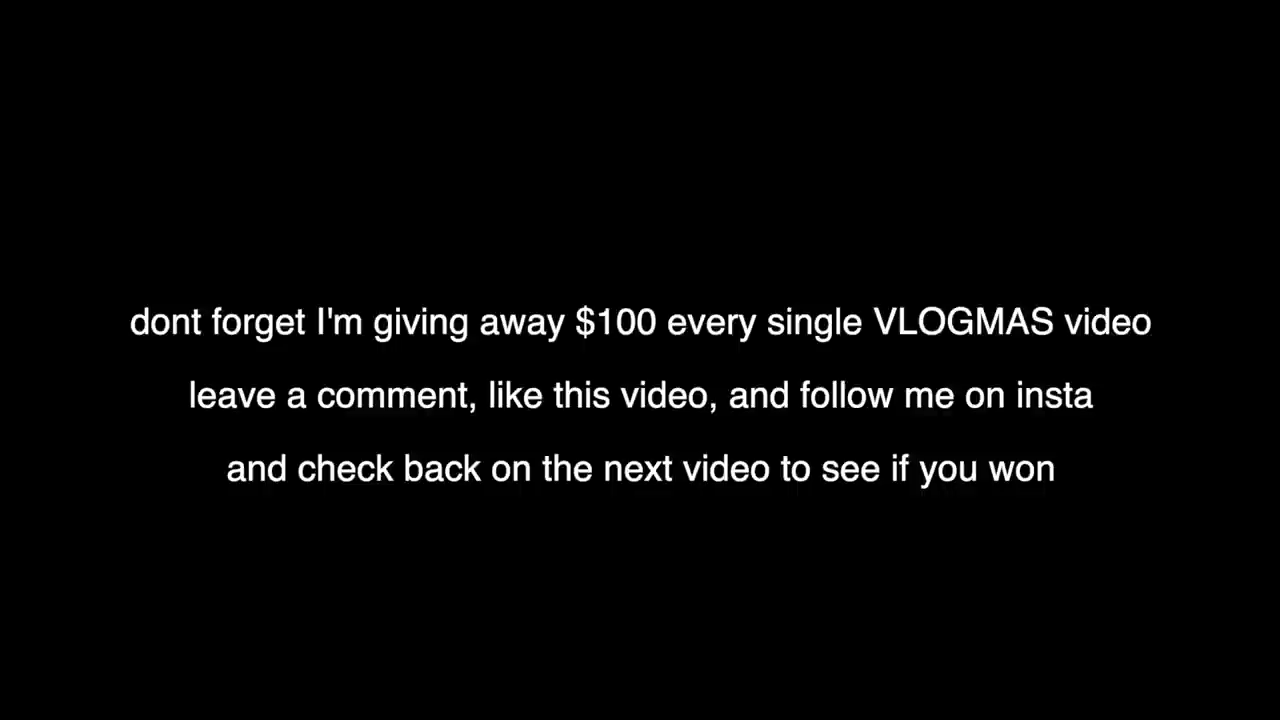 dont forget I'm giving away $100 every single VLOGMAS video
leave a comment, like this video, and follow me on insta
and check back on the next video to see if you won